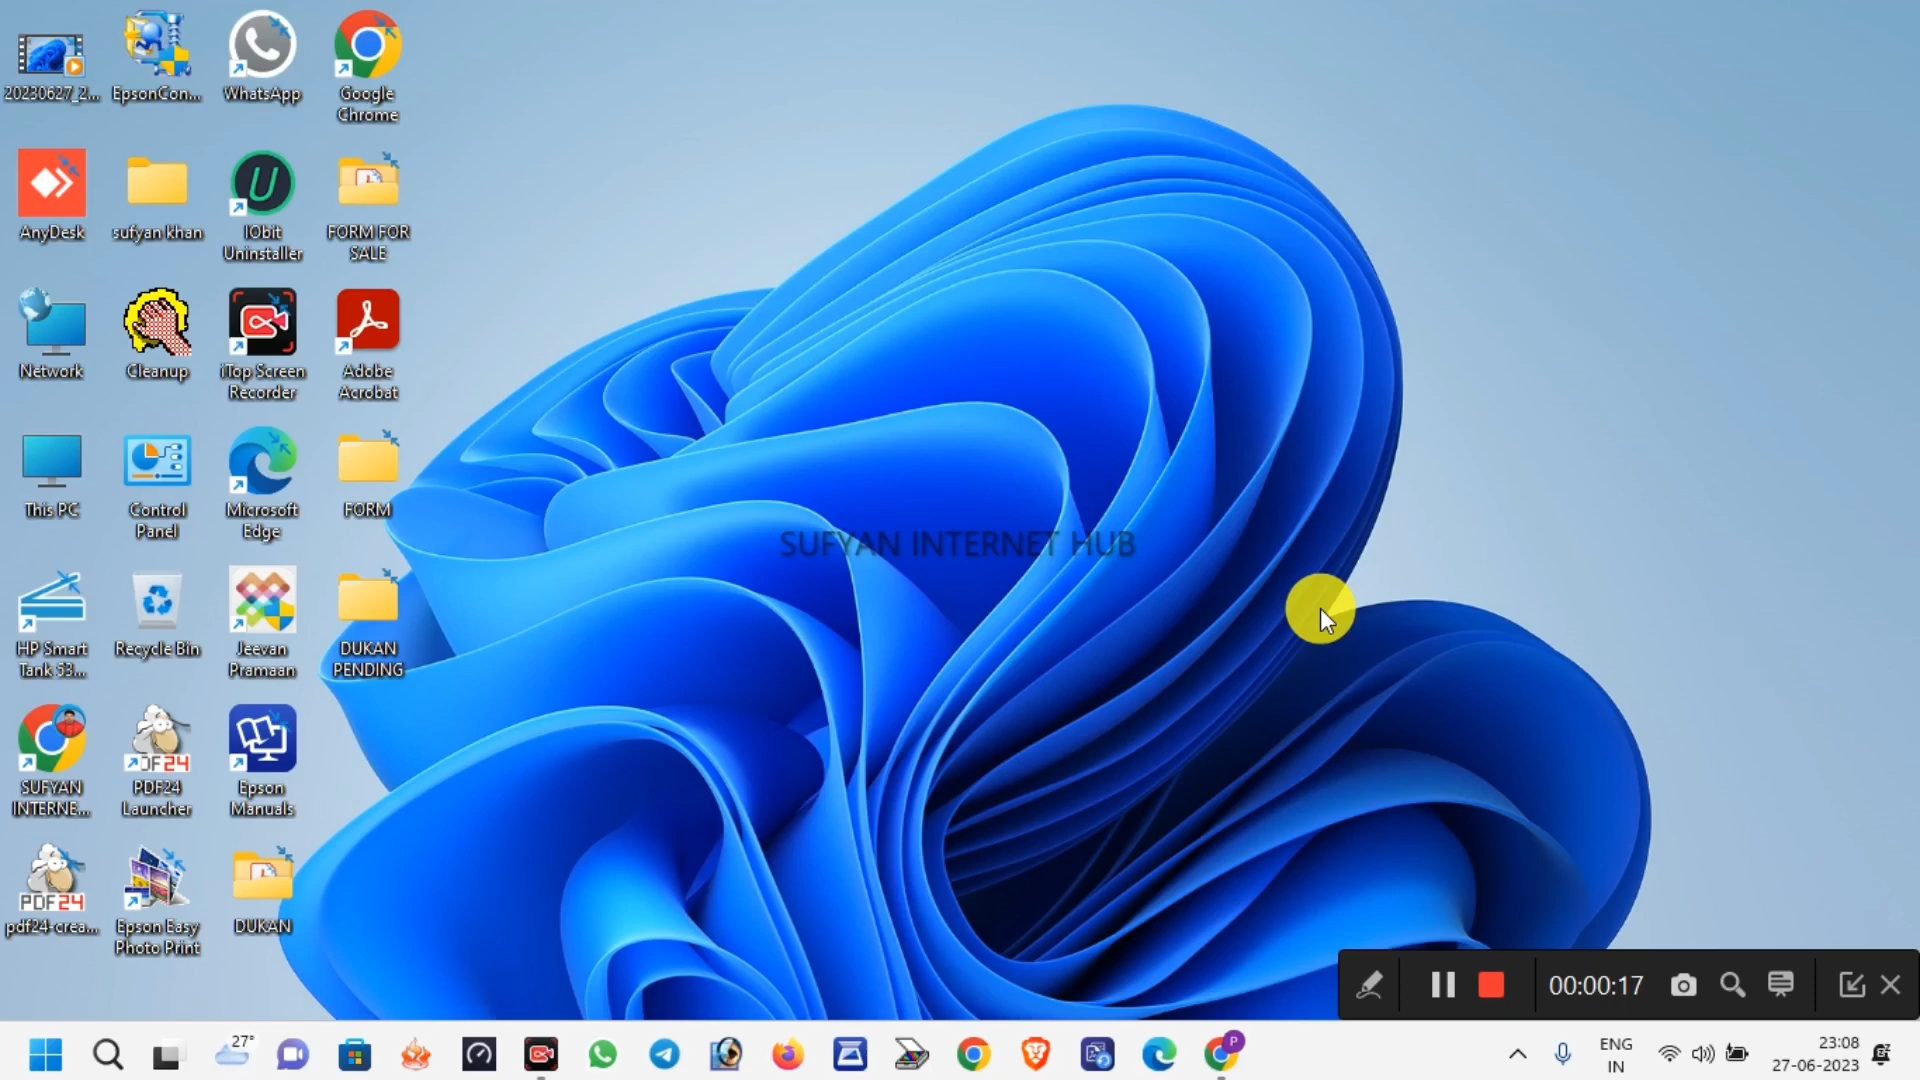 20230627_2...
EpsonCon...
WhatsApp
Google
Chrome
AnyDesk
sufyan khan
IObit
Uninstaller
FORM FOR
SALE
Network
Cleanup
iTop Screen
Recorder
Adobe
Acrobat
This PC
Control
Panel
Microsoft
Edge
FORM
SUFYAN INTERNET HUB
HP Smart
Tank 53...
Recycle Bin
Jeevan
Pramaan
DUKAN
PENDING
SUFYAN
INTERNE...
PDF24
PDF24
Launcher
Epson
Manuals
PDF24
pdf24-crea...
Epson Easy
Photo Print
DUKAN
00:00:17
27°
P
ENG
IN
23:08
27-06-2023